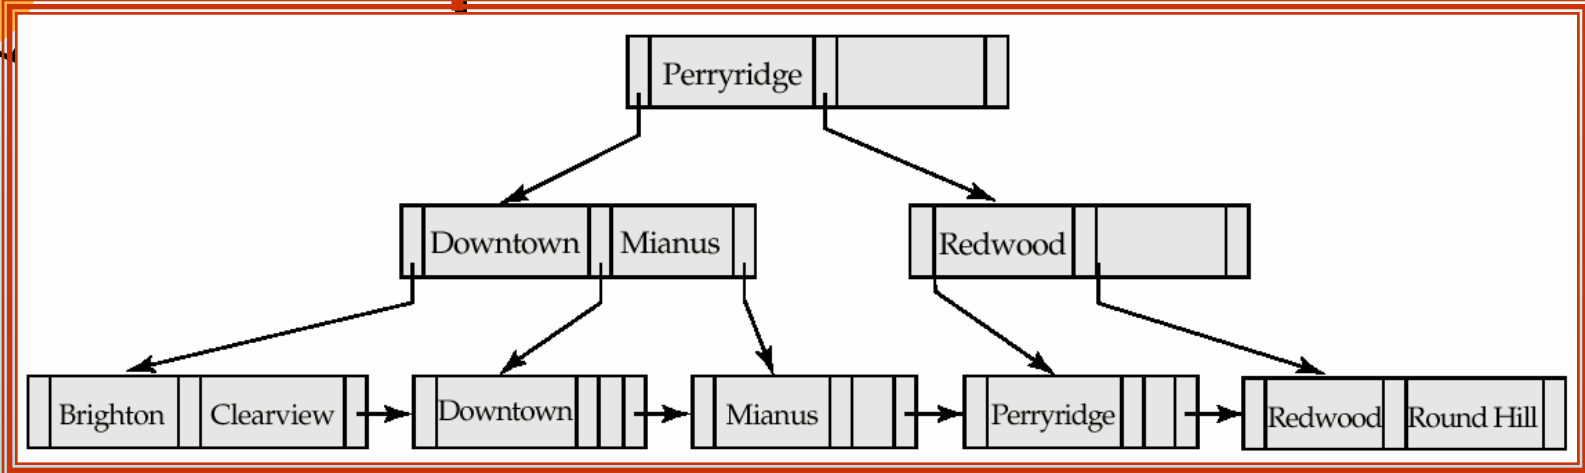 Perryridge
Downtown Mianus Redwood
Brighton Clearview Downtown Mianus Perryridge Redwood Round Hill